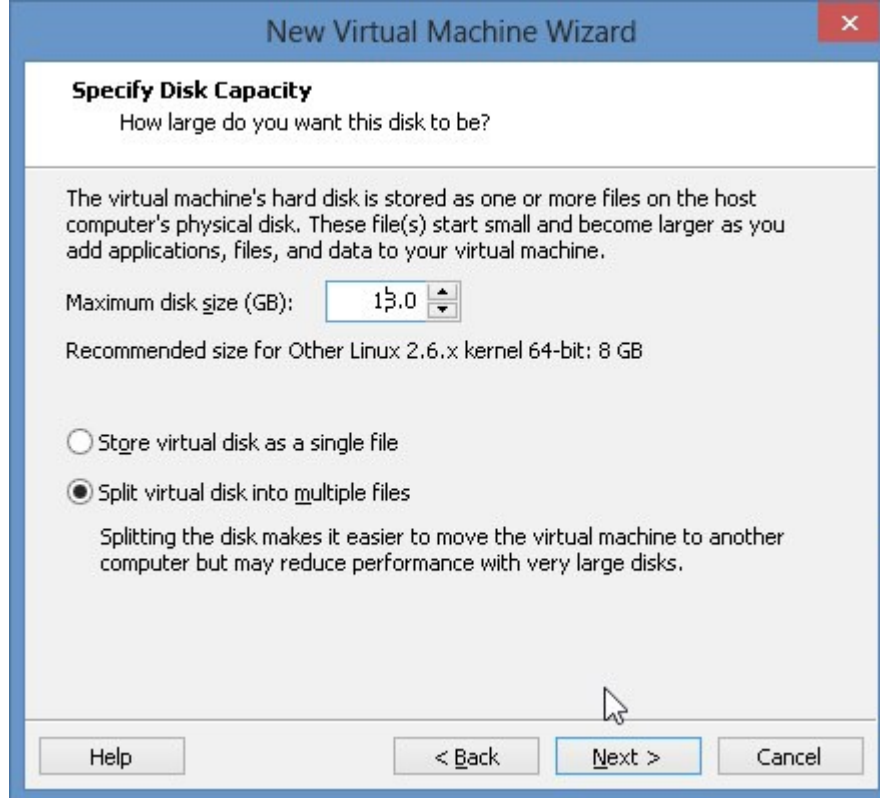 New Virtual Machine Wizard
Specify Disk Capacity
How large do you want this disk to be?
The virtual machine's hard disk is stored as one or more files on the host
computer's physical disk. These file(s) start small and become larger as you
add applications, files, and data to your virtual machine.
Maximum disk size (GB): 13.0
Recommended size for Other Linux 2.6.x kernel 64-bit: 8 GB
Store virtual disk as a single file
Split virtual disk into multiple files
Splitting the disk makes it easier to move the virtual machine to another
computer but may reduce performance with very large disks.
Help < Back Next > Cancel